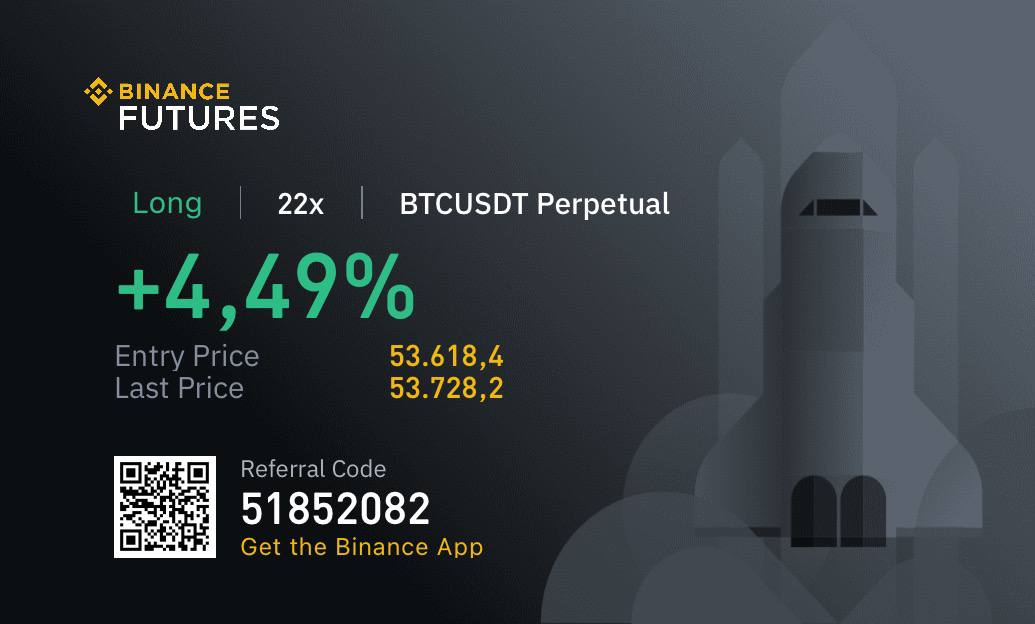 BINANCE
FUTURES
Long | 22x | BTCUSDT Perpetual
+4,49%
Entry Price 53.618,4
Last Price 53.728,2
Referral Code
51852082
Get the Binance App